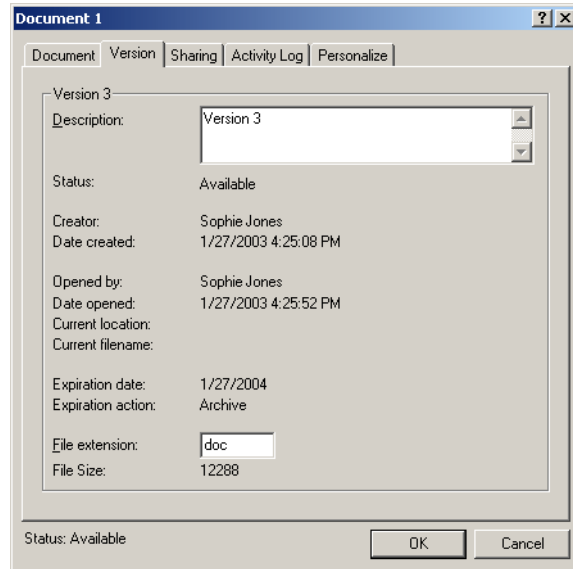 Document 1
Document Version Sharing Activity Log Personalize
Version 3
Description: Version 3
Status: Available
Creator: Sophie Jones
Date created: 1/27/2003 4:25:08 PM
Opened by: Sophie Jones
Date opened: 1/27/2003 4:25:52 PM
Current location:
Current filename:
Expiration date: 1/27/2004
Expiration action: Archive
File extension: doc
File Size: 12288
Status: Available OK Cancel